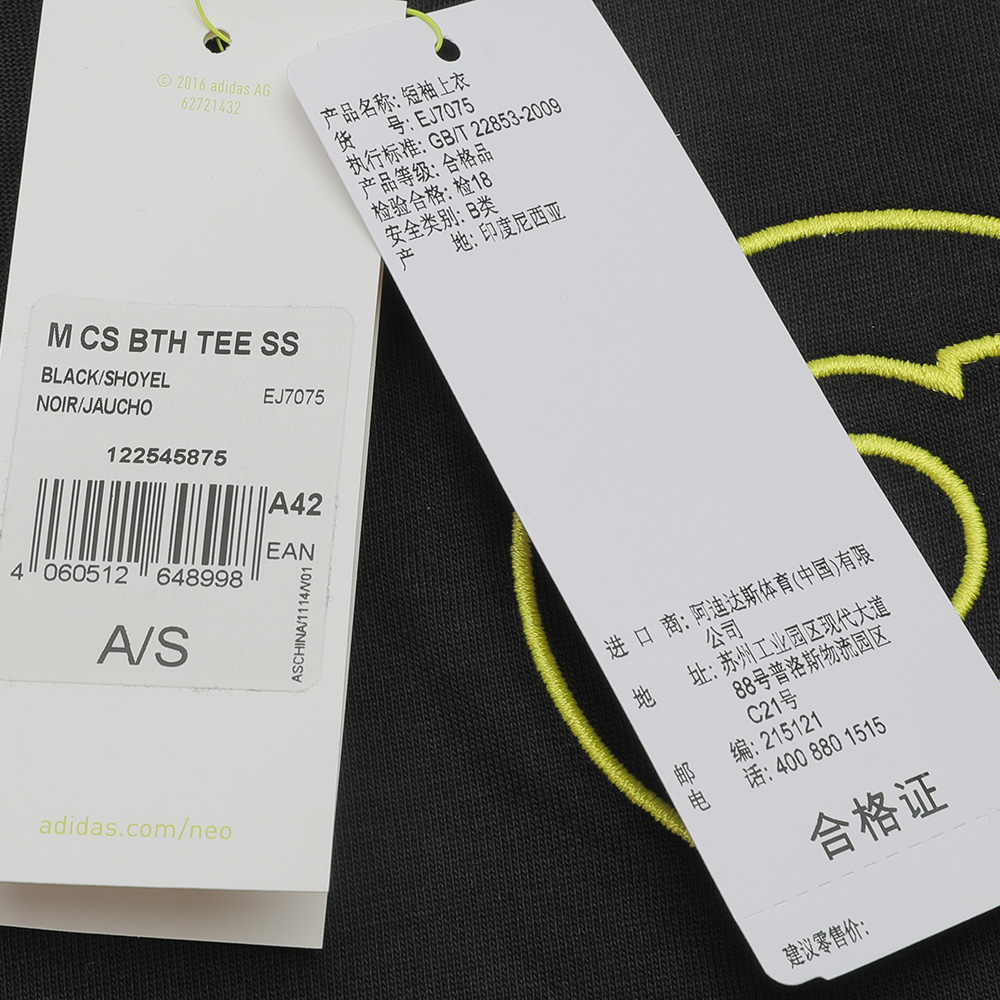 © 2016 adidas AG
62721432
M CS BTH TEE SS
BLACK/SHOYEL
NOIR/JAUCHO
EJ7075
122545875
A42
EAN
4 060512 648998
ASCHINA/1114/V01
A/S
adidas.com/neo
产品名称: 短袖上衣
货 号: EJ7075
执行标准: GB/T 22853-2009
产品等级: 合格品
检验合格: 检18
安全类别: B类
产 地: 印度尼西亚
进 口 商: 阿迪达斯体育(中国)有限
公司
地 址: 苏州工业园区现代大道
88号普洛斯物流园区
C21号
邮 编: 215121
电 话: 400 880 1515
合格证
建议零售价: